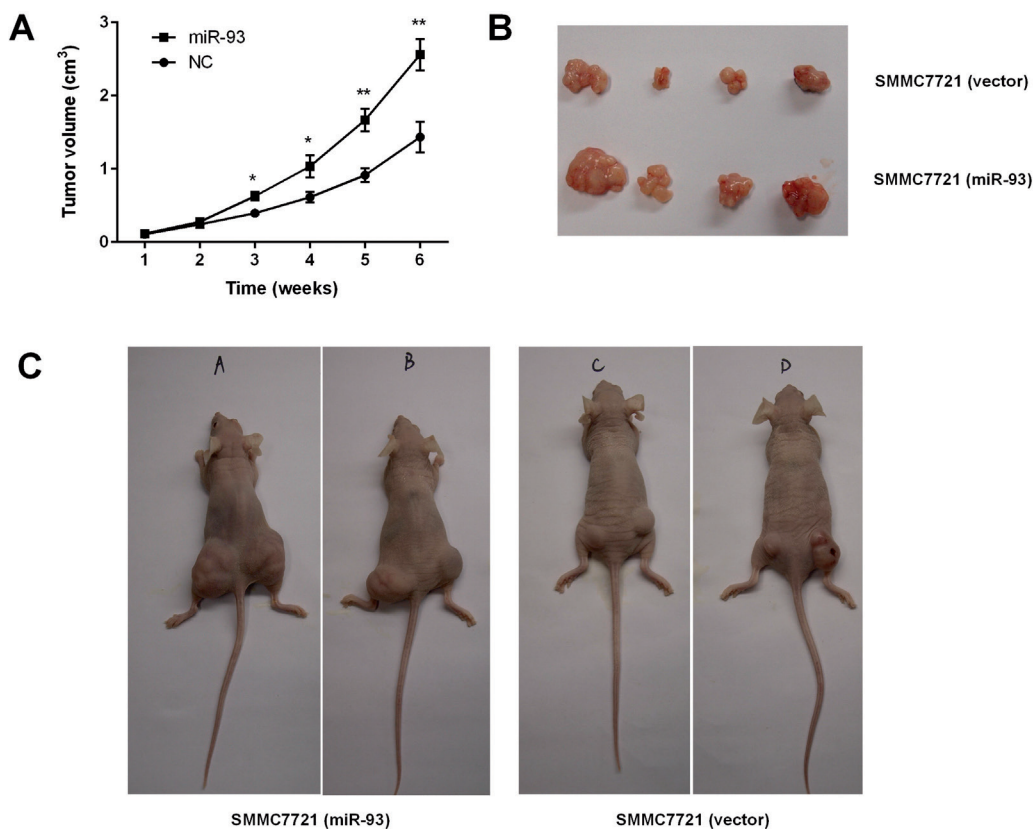 A
miR-93
NC
Tumor volume (cm³)
3
2
1
0
1 2 3 4 5 6
Time (weeks)
*
*
**
**
B
SMMC7721 (vector)
SMMC7721 (miR-93)
C
A
B
C
D
SMMC7721 (miR-93)
SMMC7721 (vector)